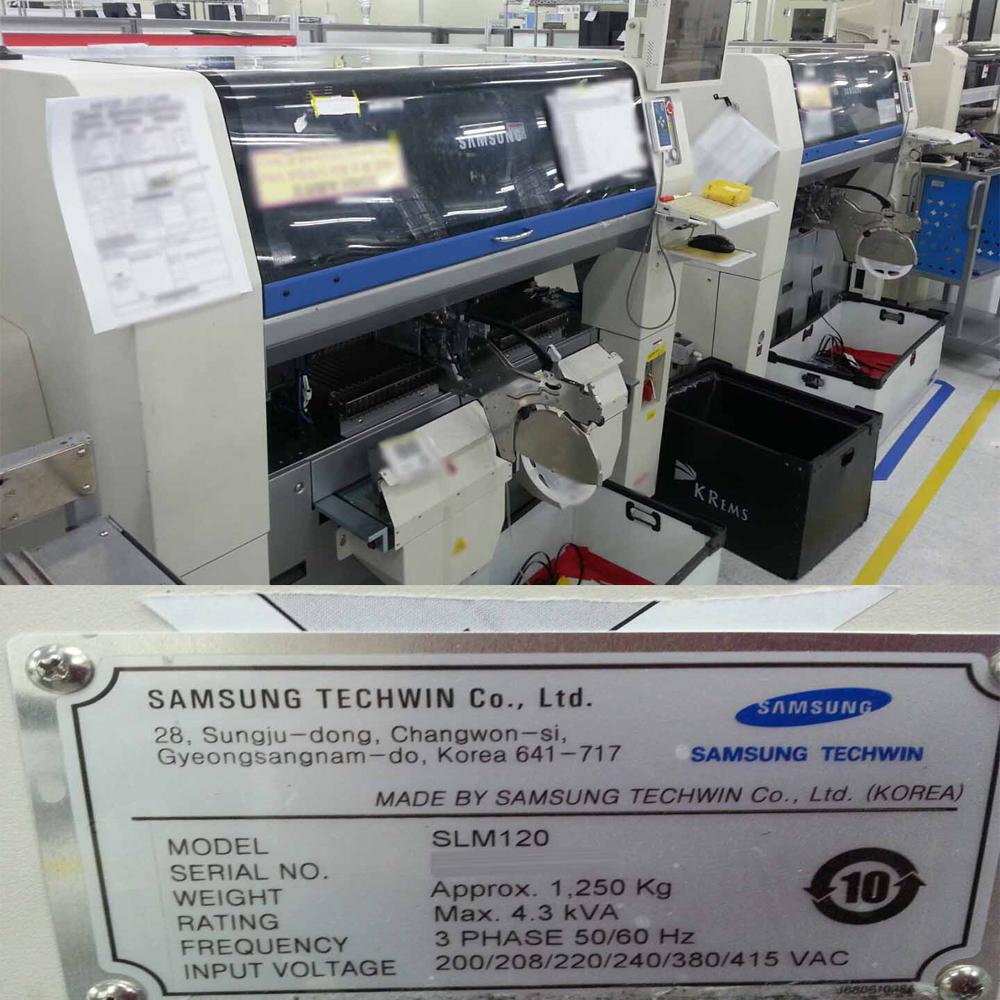 SAMSUNG
SAMSUNG
KREMS
SAMSUNG TECHWIN Co., Ltd.
28, Sungju-dong, Changwon-si,
Gyeongsangnam-do, Korea 641-717
SAMSUNG
SAMSUNG TECHWIN
MADE BY SAMSUNG TECHWIN Co., Ltd. (KOREA)
MODEL SLM120
SERIAL NO.
WEIGHT Approx. 1,250 Kg
RATING Max. 4.3 kVA
FREQUENCY 3 PHASE 50/60 Hz
INPUT VOLTAGE 200/208/220/240/380/415 VAC
10